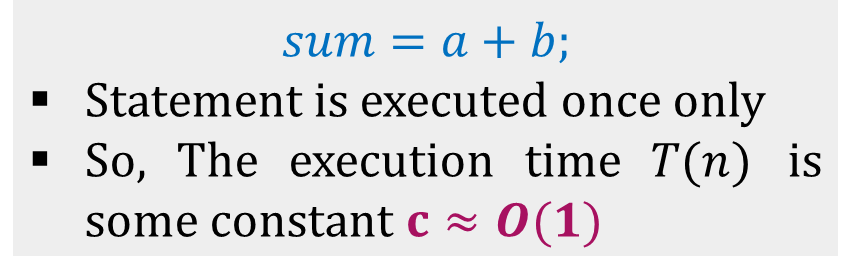 sum = a + b;
▪ Statement is executed once only
▪ So, The execution time T(n) is
some constant c ≈ O(1)